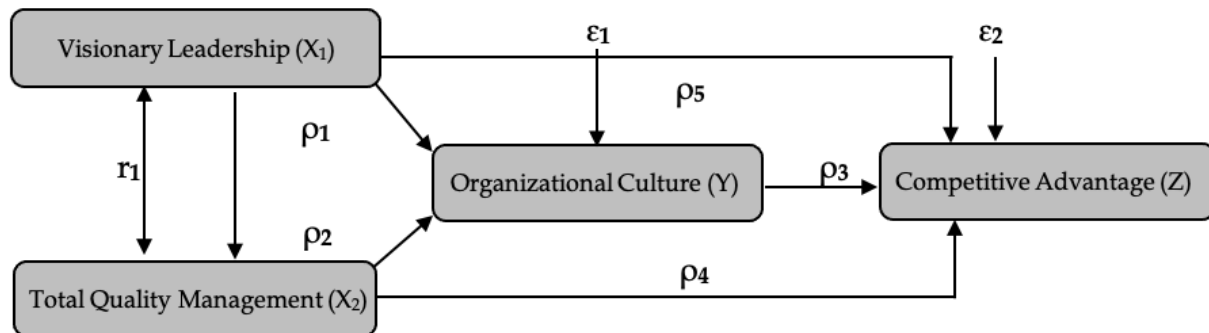 Visionary Leadership (X₁)
ε₁
ε₂
ρ₅
ρ₁
r₁
Organizational Culture (Y)
ρ₃
Competitive Advantage (Z)
ρ₂
ρ₄
Total Quality Management (X₂)